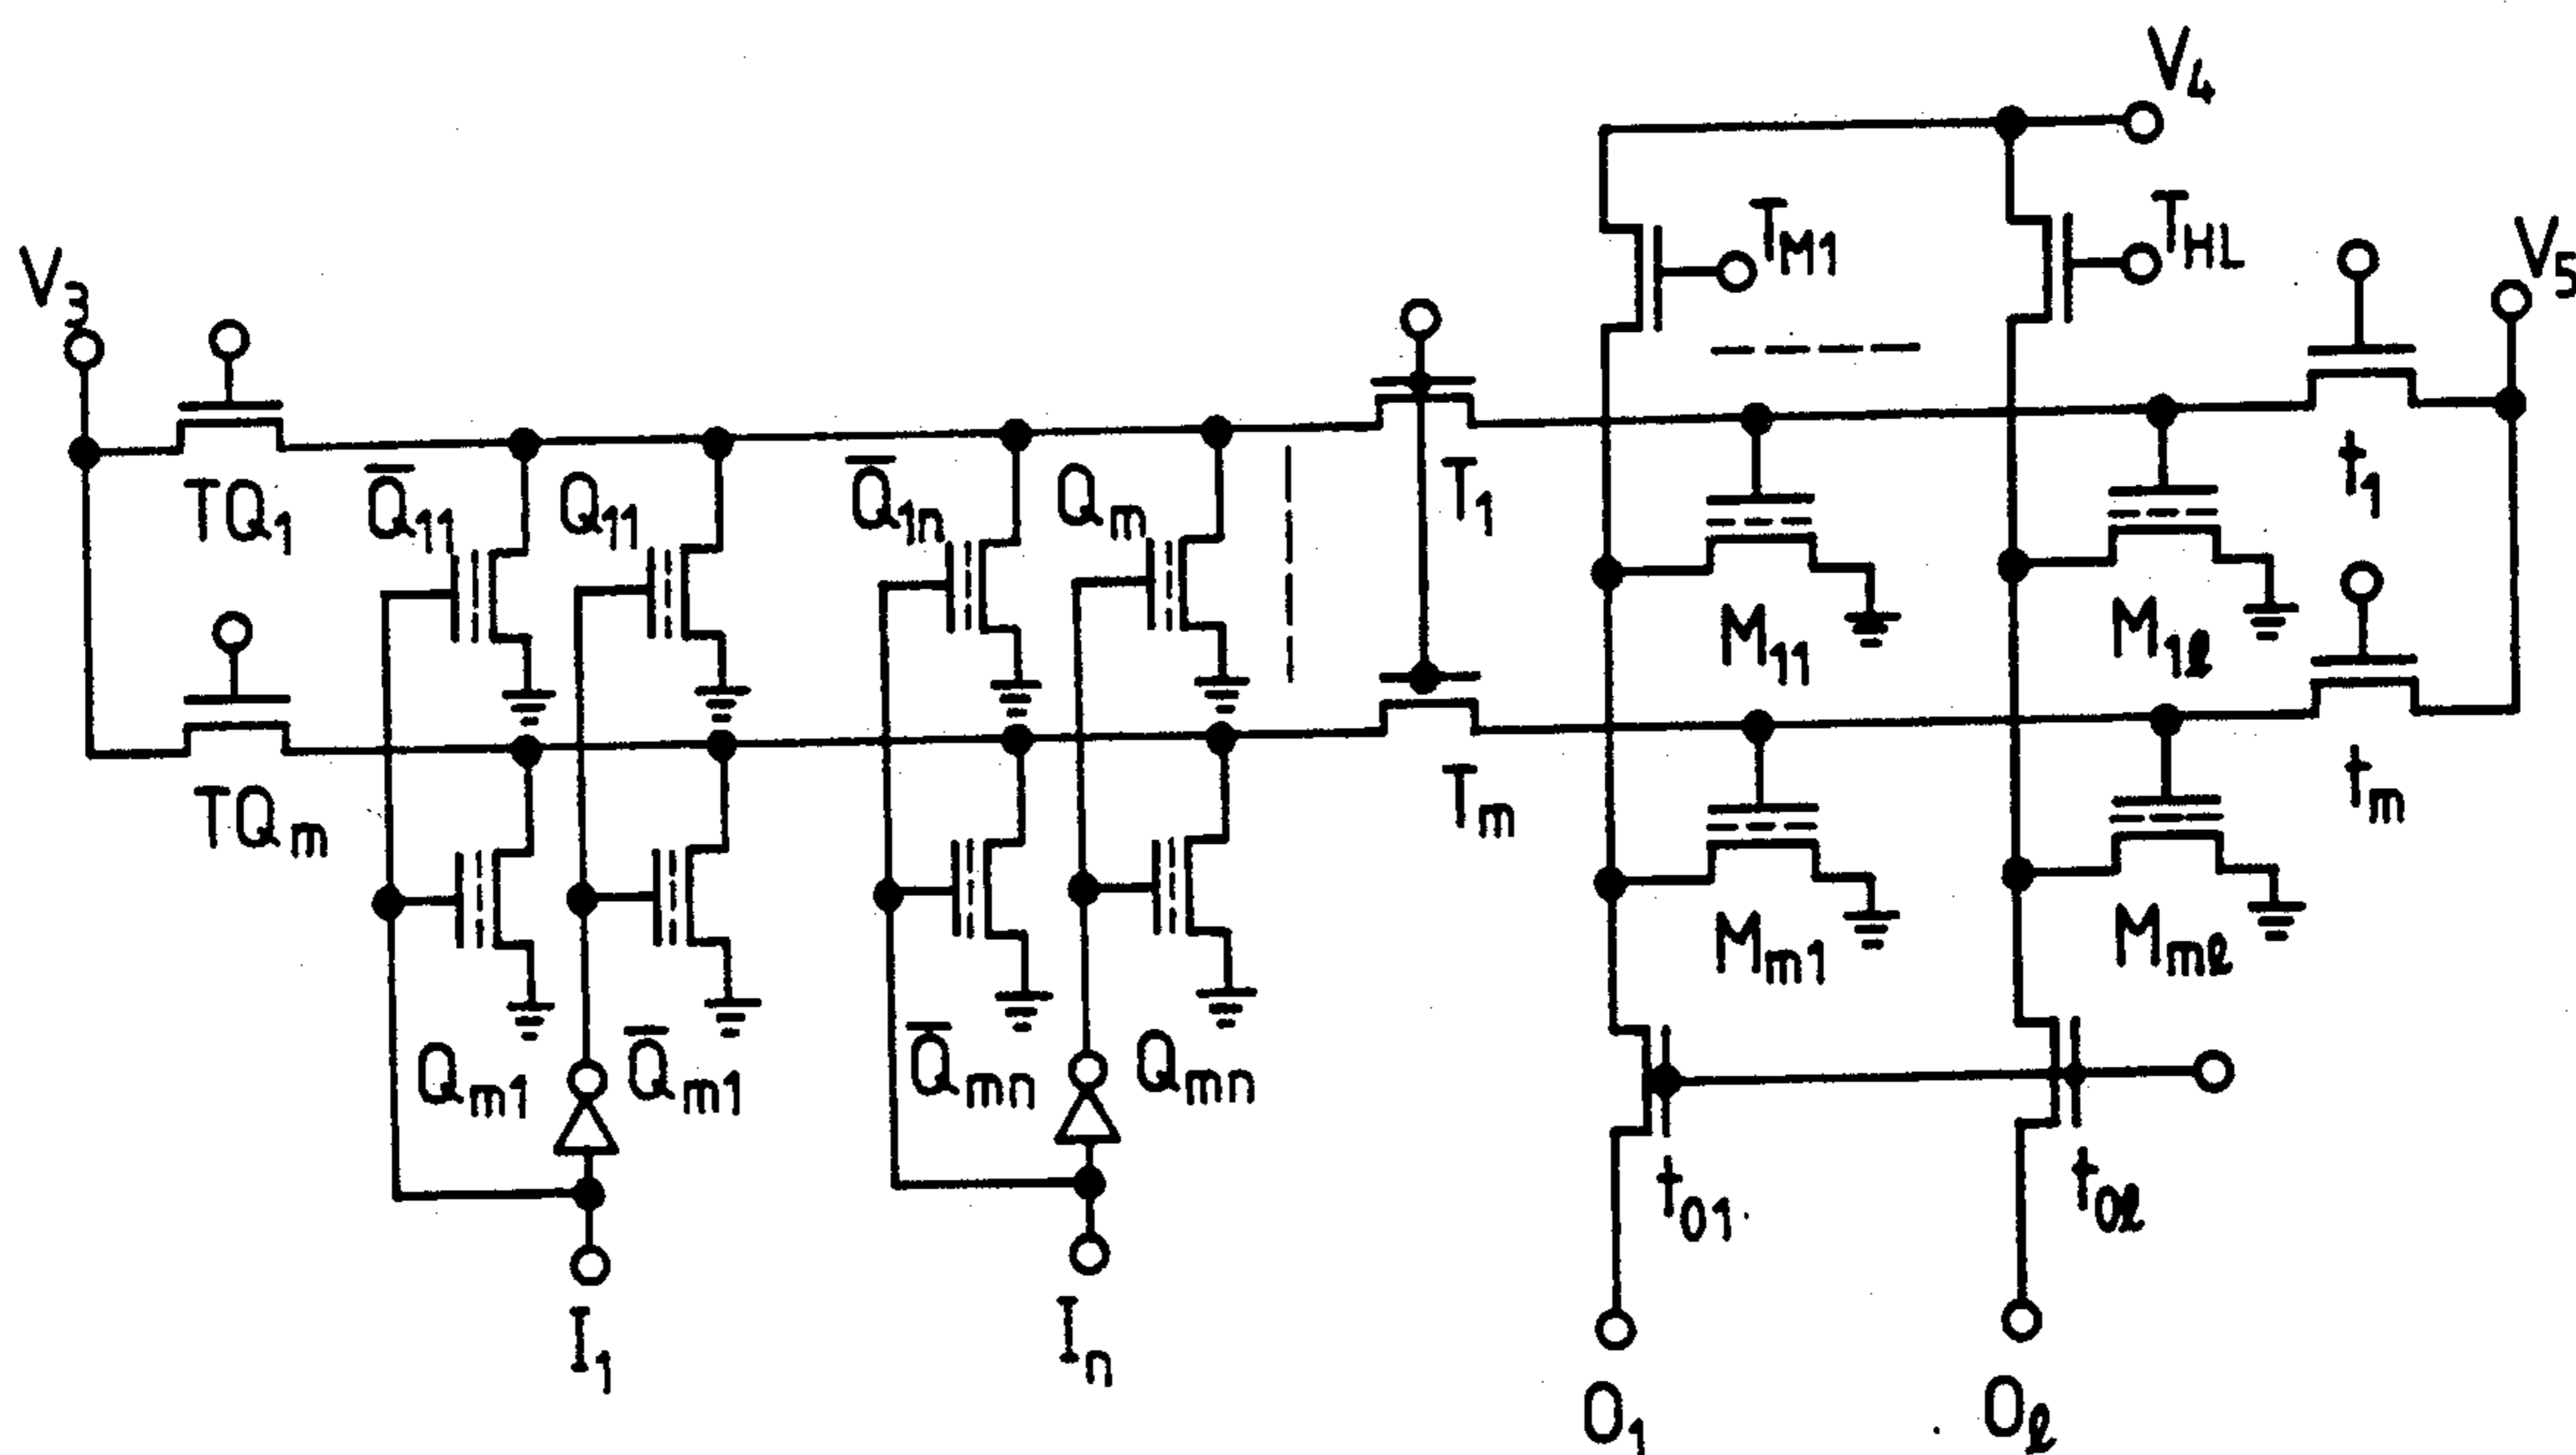 V4
TM1
THL
V3
V5
TQ1
Q̅11
Q11
Q̅1n
Qm
T1
t1
M11
M1ℓ
TQm
Tm
tm
Qm1
Q̅m1
Q̅mn
Qmn
Mm1
Mmℓ
t01
t0ℓ
I1
In
O1
Oℓ